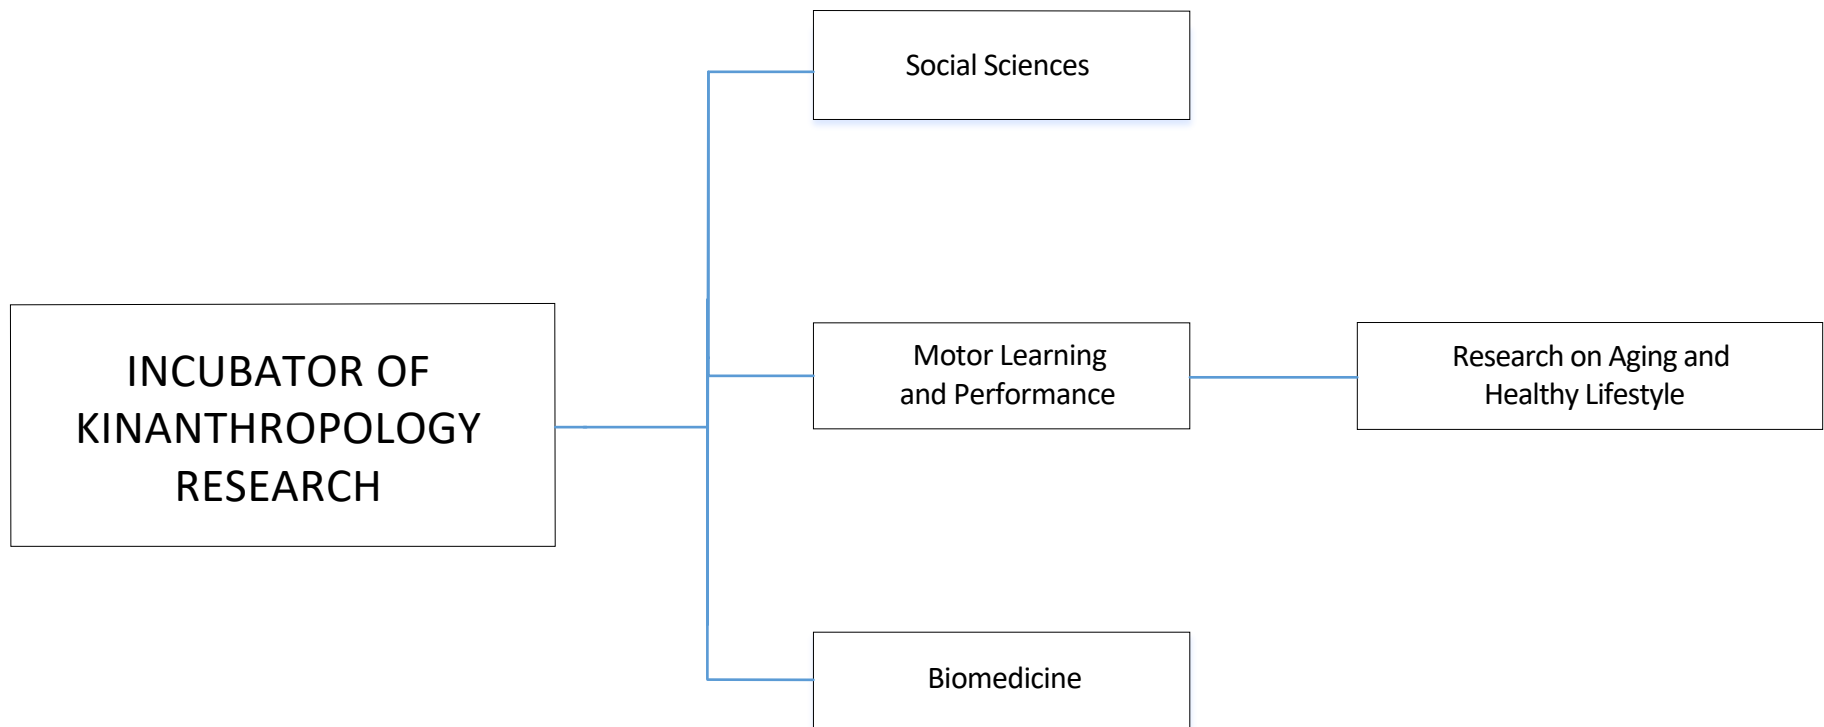 Social Sciences
INCUBATOR OF
KINANTHROPOLOGY
RESEARCH
Motor Learning
and Performance
Research on Aging and
Healthy Lifestyle
Biomedicine